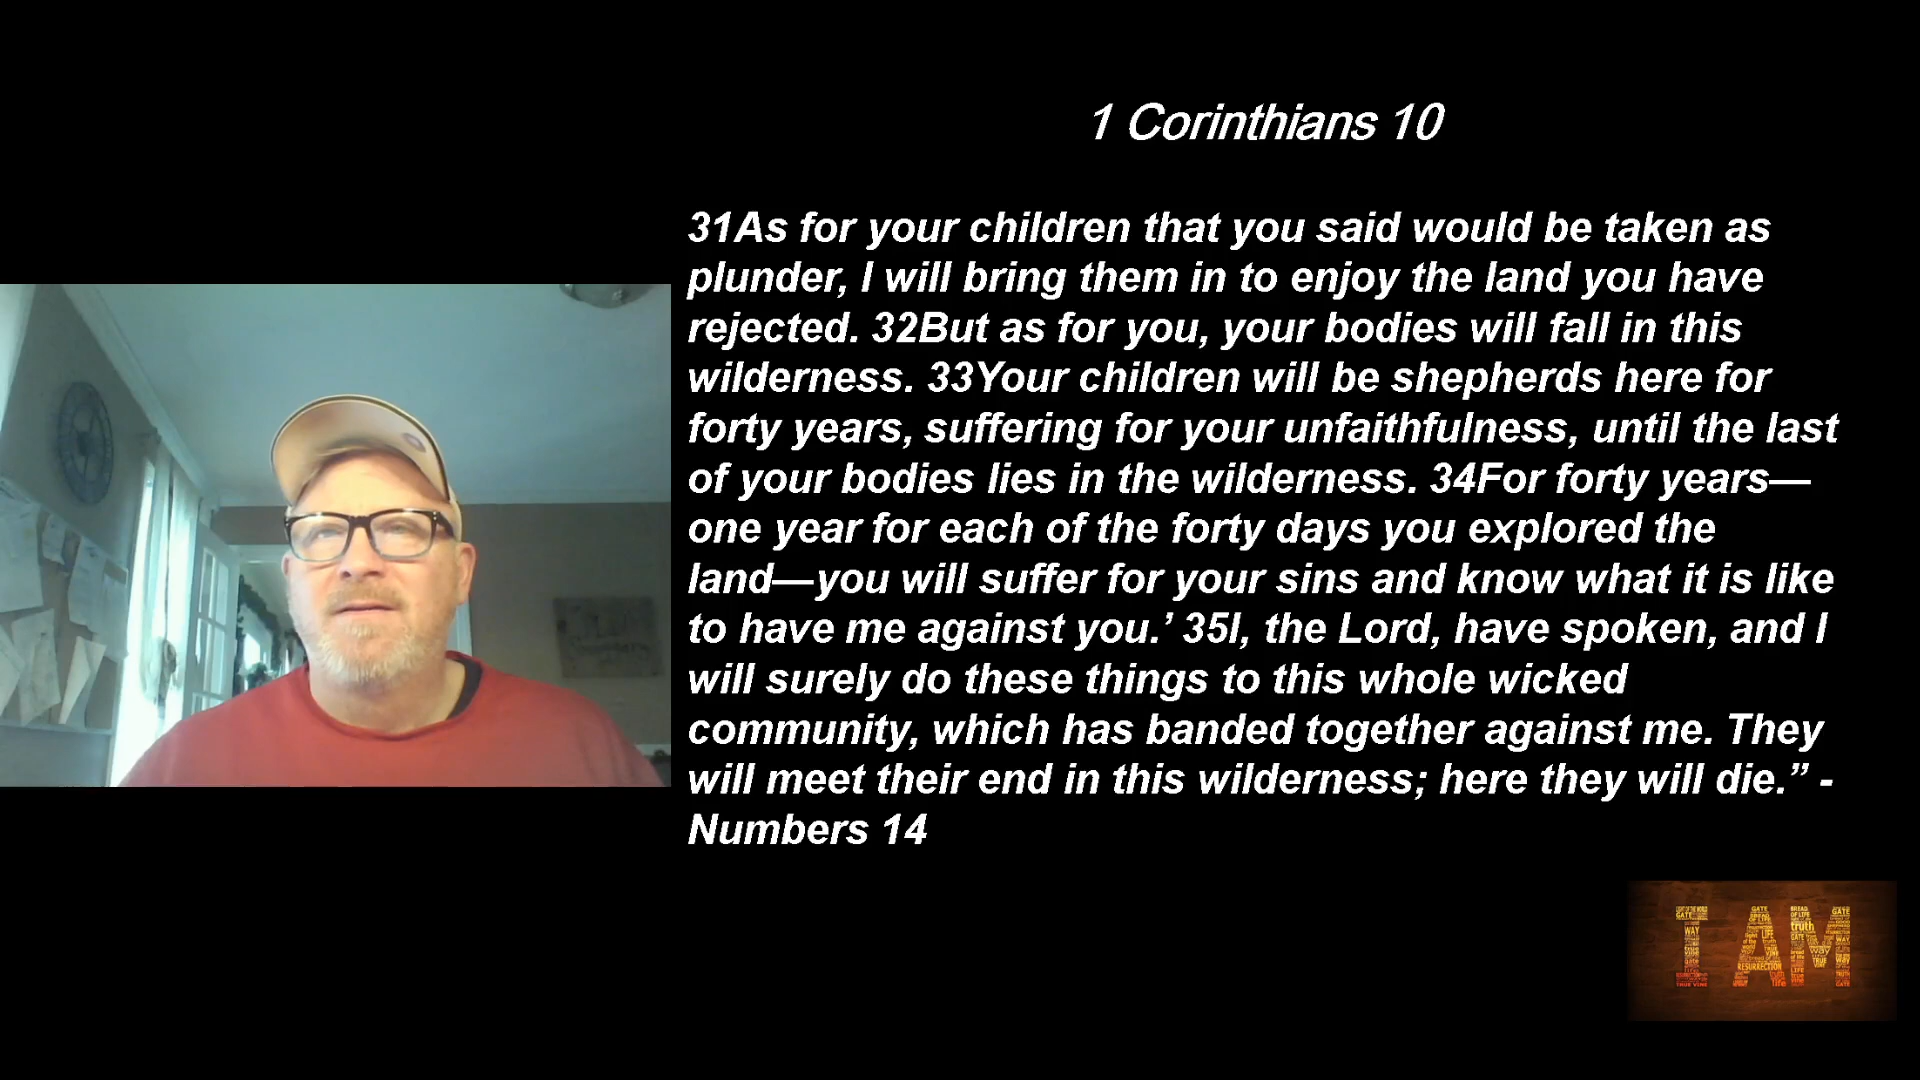 1 Corinthians 10
31As for your children that you said would be taken as
plunder, I will bring them in to enjoy the land you have
rejected. 32But as for you, your bodies will fall in this
wilderness. 33Your children will be shepherds here for
forty years, suffering for your unfaithfulness, until the last
of your bodies lies in the wilderness. 34For forty years—
one year for each of the forty days you explored the
land—you will suffer for your sins and know what it is like
to have me against you.’ 35I, the Lord, have spoken, and I
will surely do these things to this whole wicked
community, which has banded together against me. They
will meet their end in this wilderness; here they will die.” -
Numbers 14
I AM